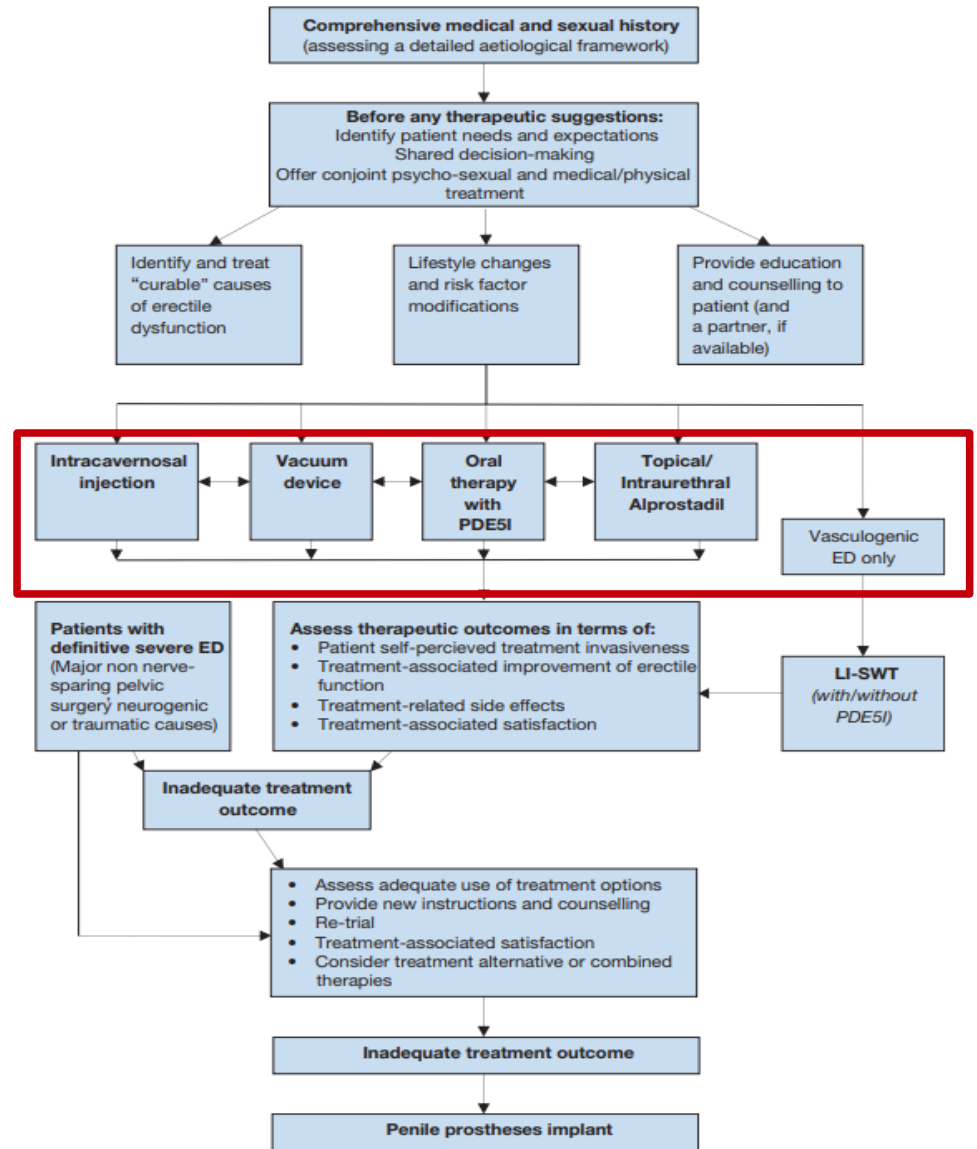 Comprehensive medical and sexual history
(assessing a detailed aetiological framework)
Before any therapeutic suggestions:
Identify patient needs and expectations
Shared decision-making
Offer conjoint psycho-sexual and medical/physical
treatment
Identify and treat
“curable” causes
of erectile
dysfunction
Lifestyle changes
and risk factor
modifications
Provide education
and counselling to
patient (and
a partner, if
available)
Intracavernosal
injection
Vacuum
device
Oral
therapy
with
PDE5I
Topical/
Intraurethral
Alprostadil
Vasculogenic
ED only
Patients with
definitive severe ED
(Major non nerve-
sparing pelvic
surgery, neurogenic
or traumatic causes)
Assess therapeutic outcomes in terms of:
• Patient self-percieved treatment invasiveness
• Treatment-associated improvement of erectile
function
• Treatment-related side effects
• Treatment-associated satisfaction
LI-SWT
(with/without
PDE5I)
Inadequate treatment
outcome
• Assess adequate use of treatment options
• Provide new instructions and counselling
• Re-trial
• Treatment-associated satisfaction
• Consider treatment alternative or combined
therapies
Inadequate treatment outcome
Penile prostheses implant